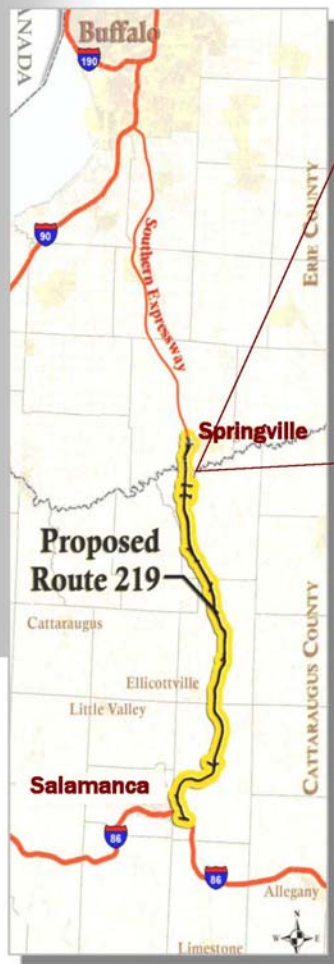 ANADA
Buffalo
190
90
Southern Expressway
ERIE COUNTY
Springville
Proposed
Route 219
Cattaraugus
Ellicottville
Little Valley
CATTARAUGUS COUNTY
Salamanca
86
86
Allegany
Limestone
N
W
E
S